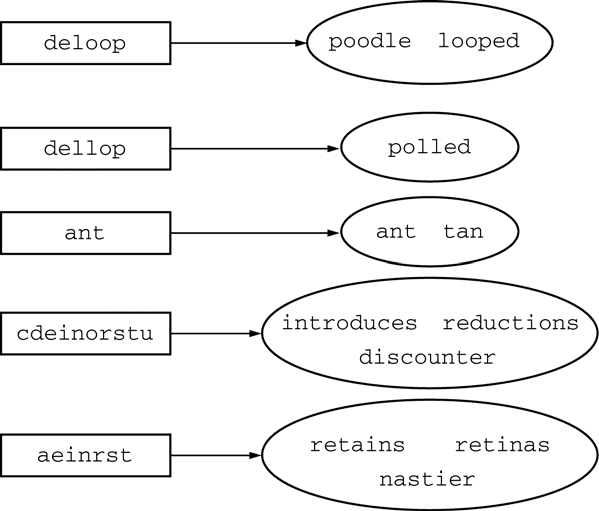 deloop
poodle looped
dellop
polled
ant
ant tan
cdeinorstu
introduces reductions
discounter
aeinrst
retains retinas
nastier